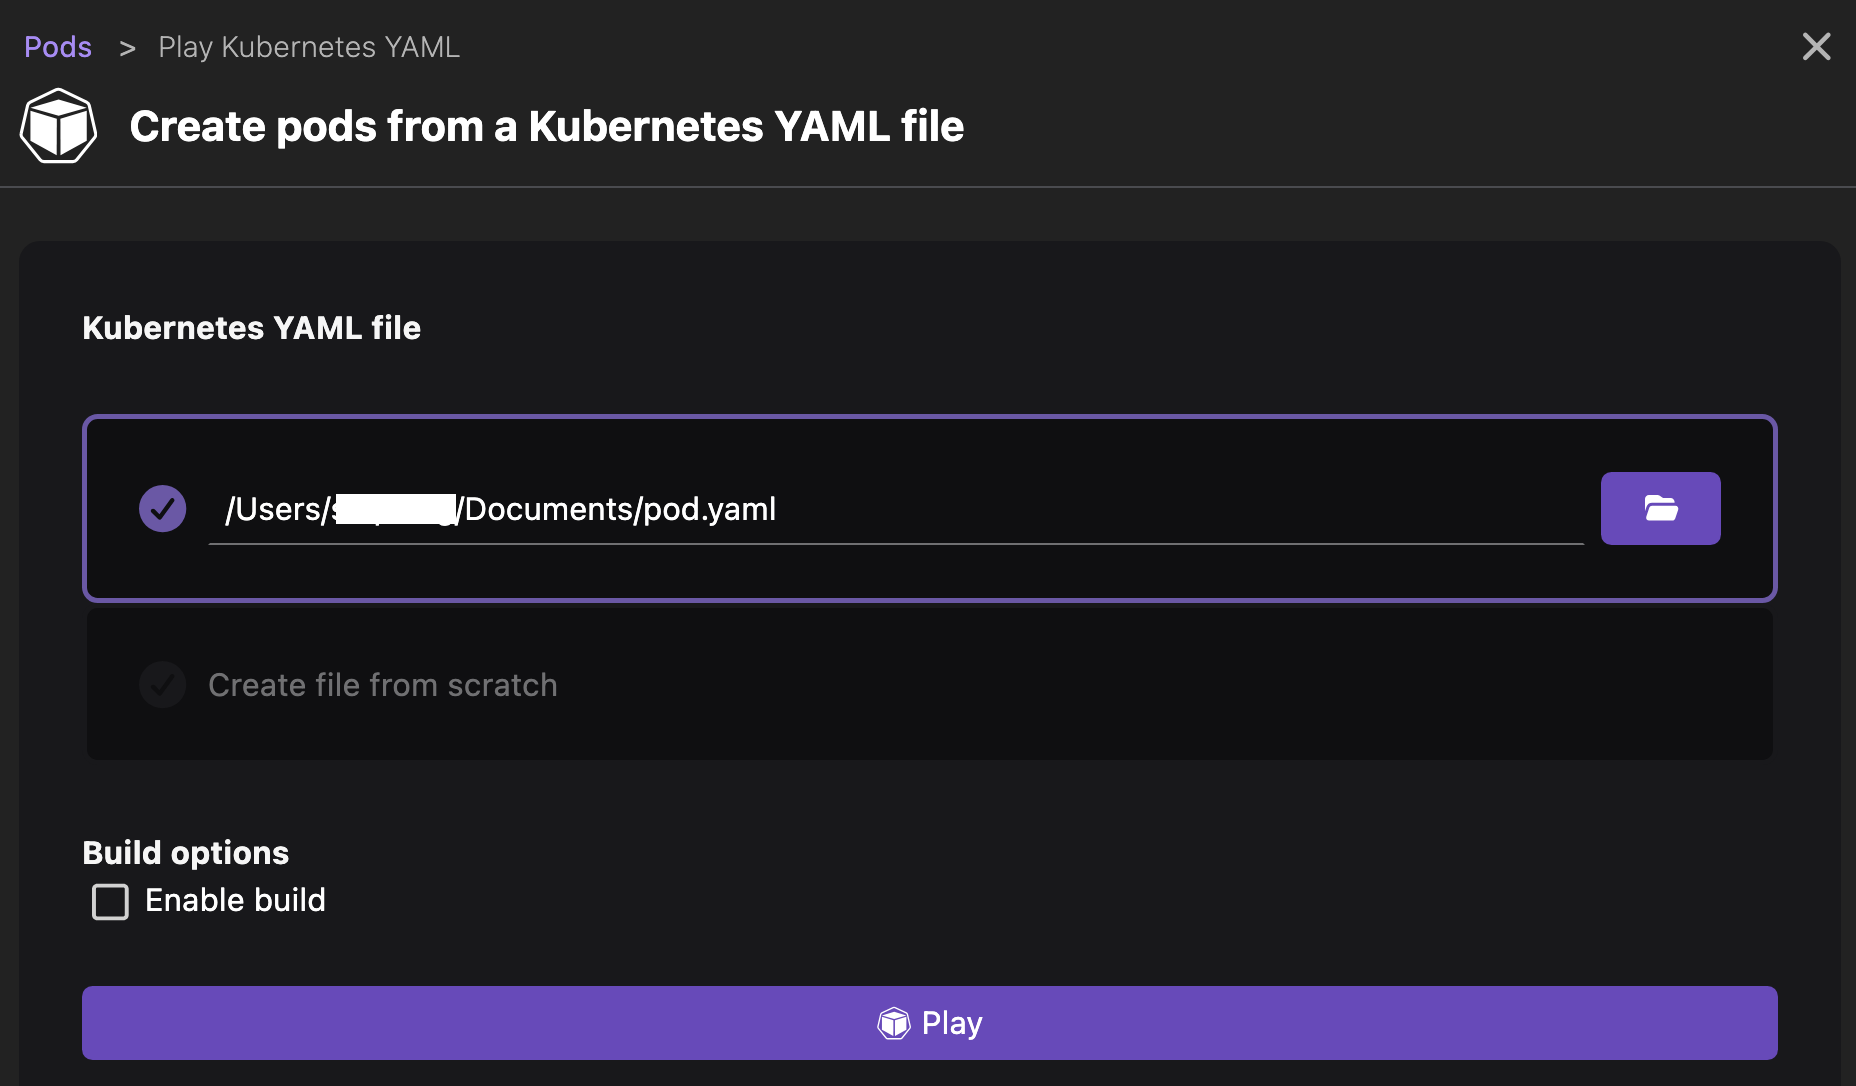 Pods > Play Kubernetes YAML
Create pods from a Kubernetes YAML file
Kubernetes YAML file
/Users/ /Documents/pod.yaml
Create file from scratch
Build options
Enable build
Play